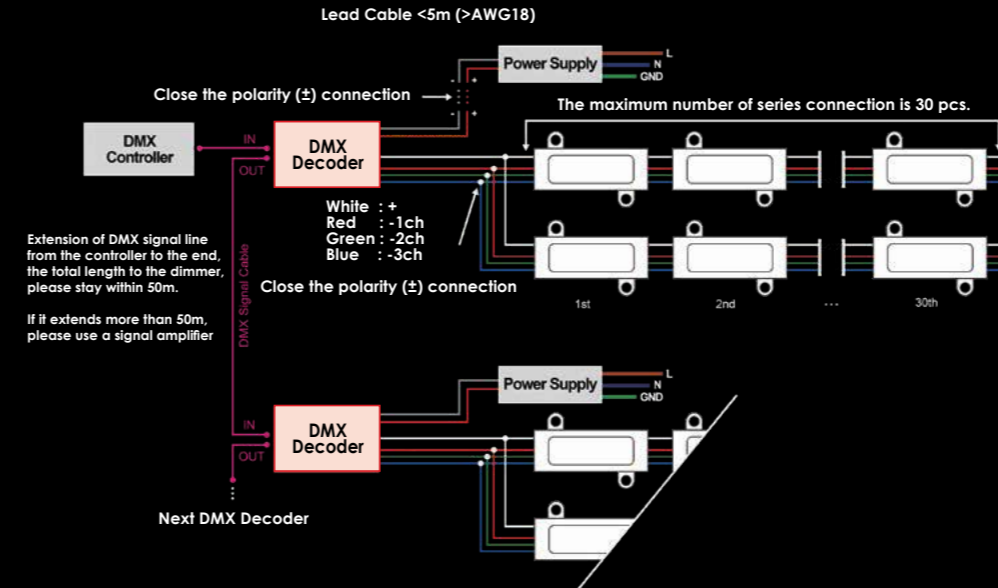 Lead Cable <5m (>AWG18)
Power Supply
L
N
GND
- +
Close the polarity (±) connection
- +
The maximum number of series connection is 30 pcs.
DMX
Controller
IN
OUT
DMX
Decoder
White : +
Red : -1ch
Green : -2ch
Blue : -3ch
Extension of DMX signal line
from the controller to the end,
the total length to the dimmer,
please stay within 50m.
If it extends more than 50m,
please use a signal amplifier
DMX Signal Cable
Close the polarity (±) connection
1st
2nd
...
30th
Power Supply
L
N
GND
IN
OUT
DMX
Decoder
Next DMX Decoder